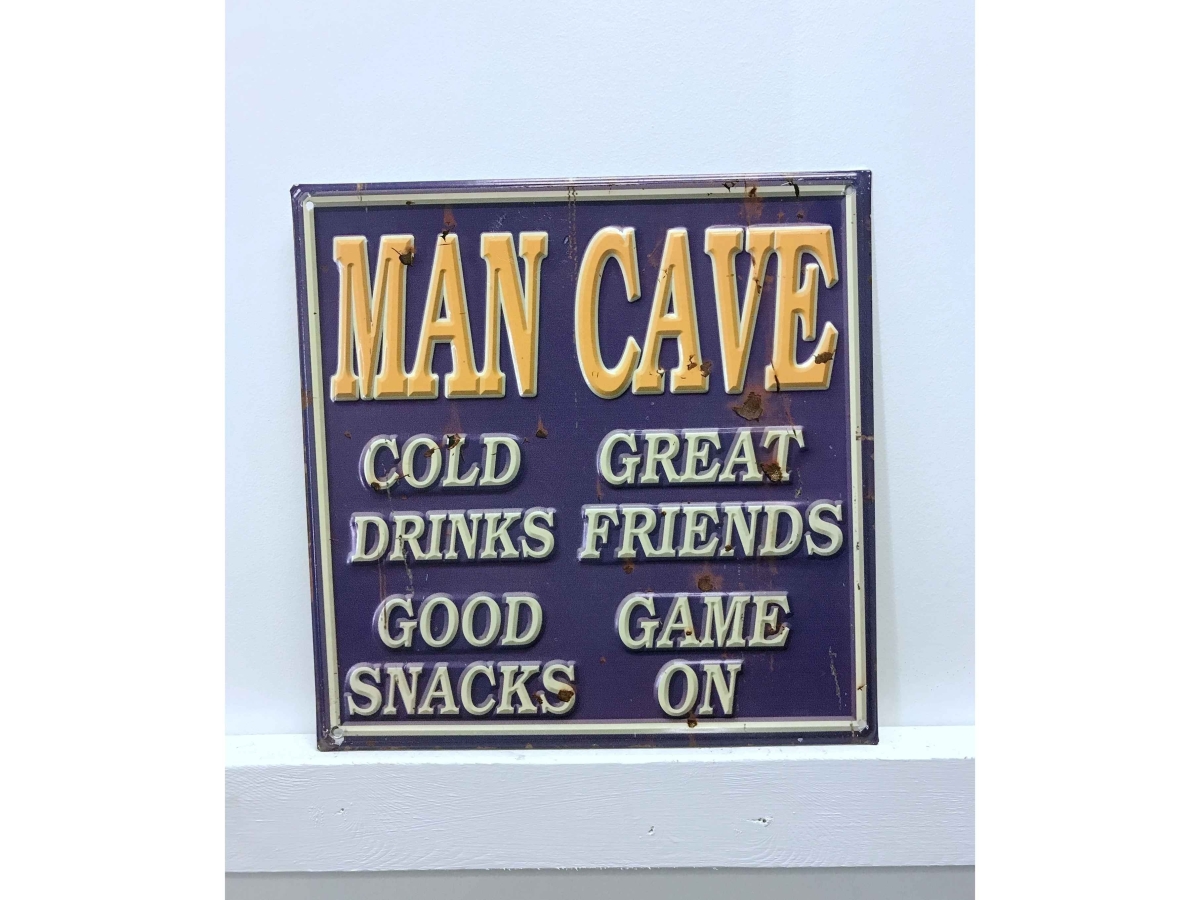 MAN CAVE
COLD GREAT
DRINKS FRIENDS
GOOD GAME
SNACKS ON